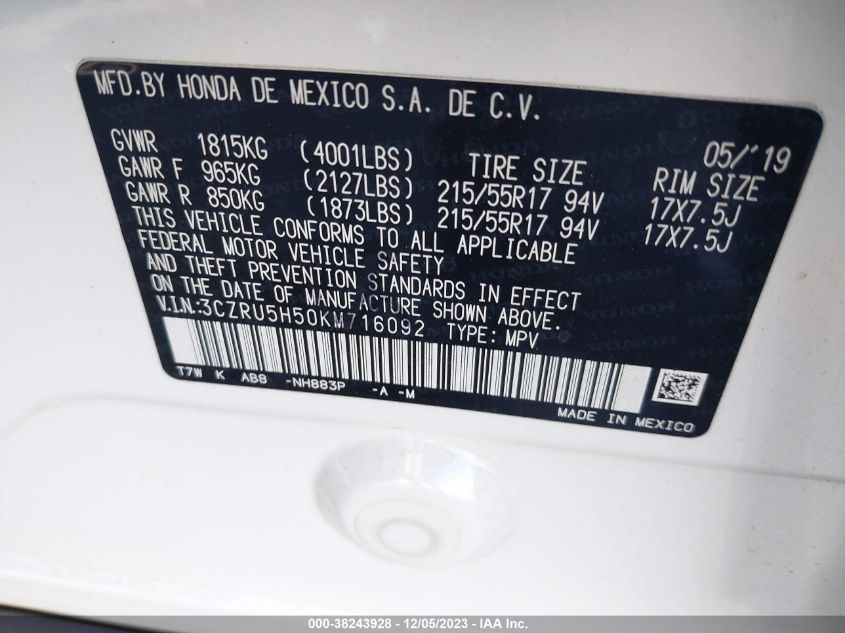 MFD.BY HONDA DE MEXICO S.A. DE C.V.
05/'19
GVWR 1815KG (4001LBS) TIRE SIZE RIM SIZE
GAWR F 965KG (2127LBS) 215/55R17 94V 17X7.5J
GAWR R 850KG (1873LBS) 215/55R17 94V 17X7.5J
THIS VEHICLE CONFORMS TO ALL APPLICABLE
FEDERAL MOTOR VEHICLE SAFETY
AND THEFT PREVENTION STANDARDS IN EFFECT
ON THE DATE OF MANUFACTURE SHOWN ABOVE.
V.I.N.:3CZRU5H50KM716092 TYPE: MPV
T7W K AB8 -NH883P -A -M
MADE IN MEXICO
000-38243928 - 12/05/2023 - IAA Inc.